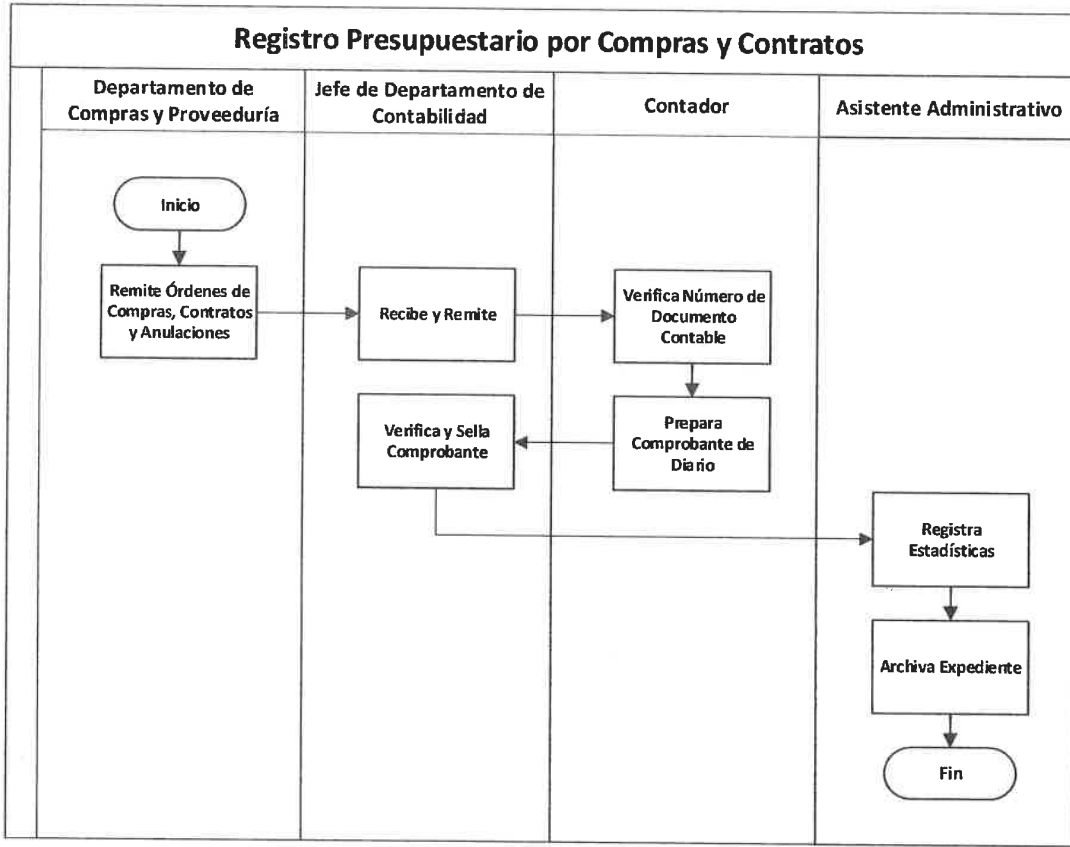 Registro Presupuestario por Compras y Contratos
Departamento de
Compras y Proveeduría
Jefe de Departamento de
Contabilidad
Contador
Asistente Administrativo
Inicio
Remite Órdenes de
Compras, Contratos
y Anulaciones
Recibe y Remite
Verifica Número de
Documento
Contable
Verifica y Sella
Comprobante
Prepara
Comprobante de
Diario
Registra
Estadísticas
Archiva Expediente
Fin